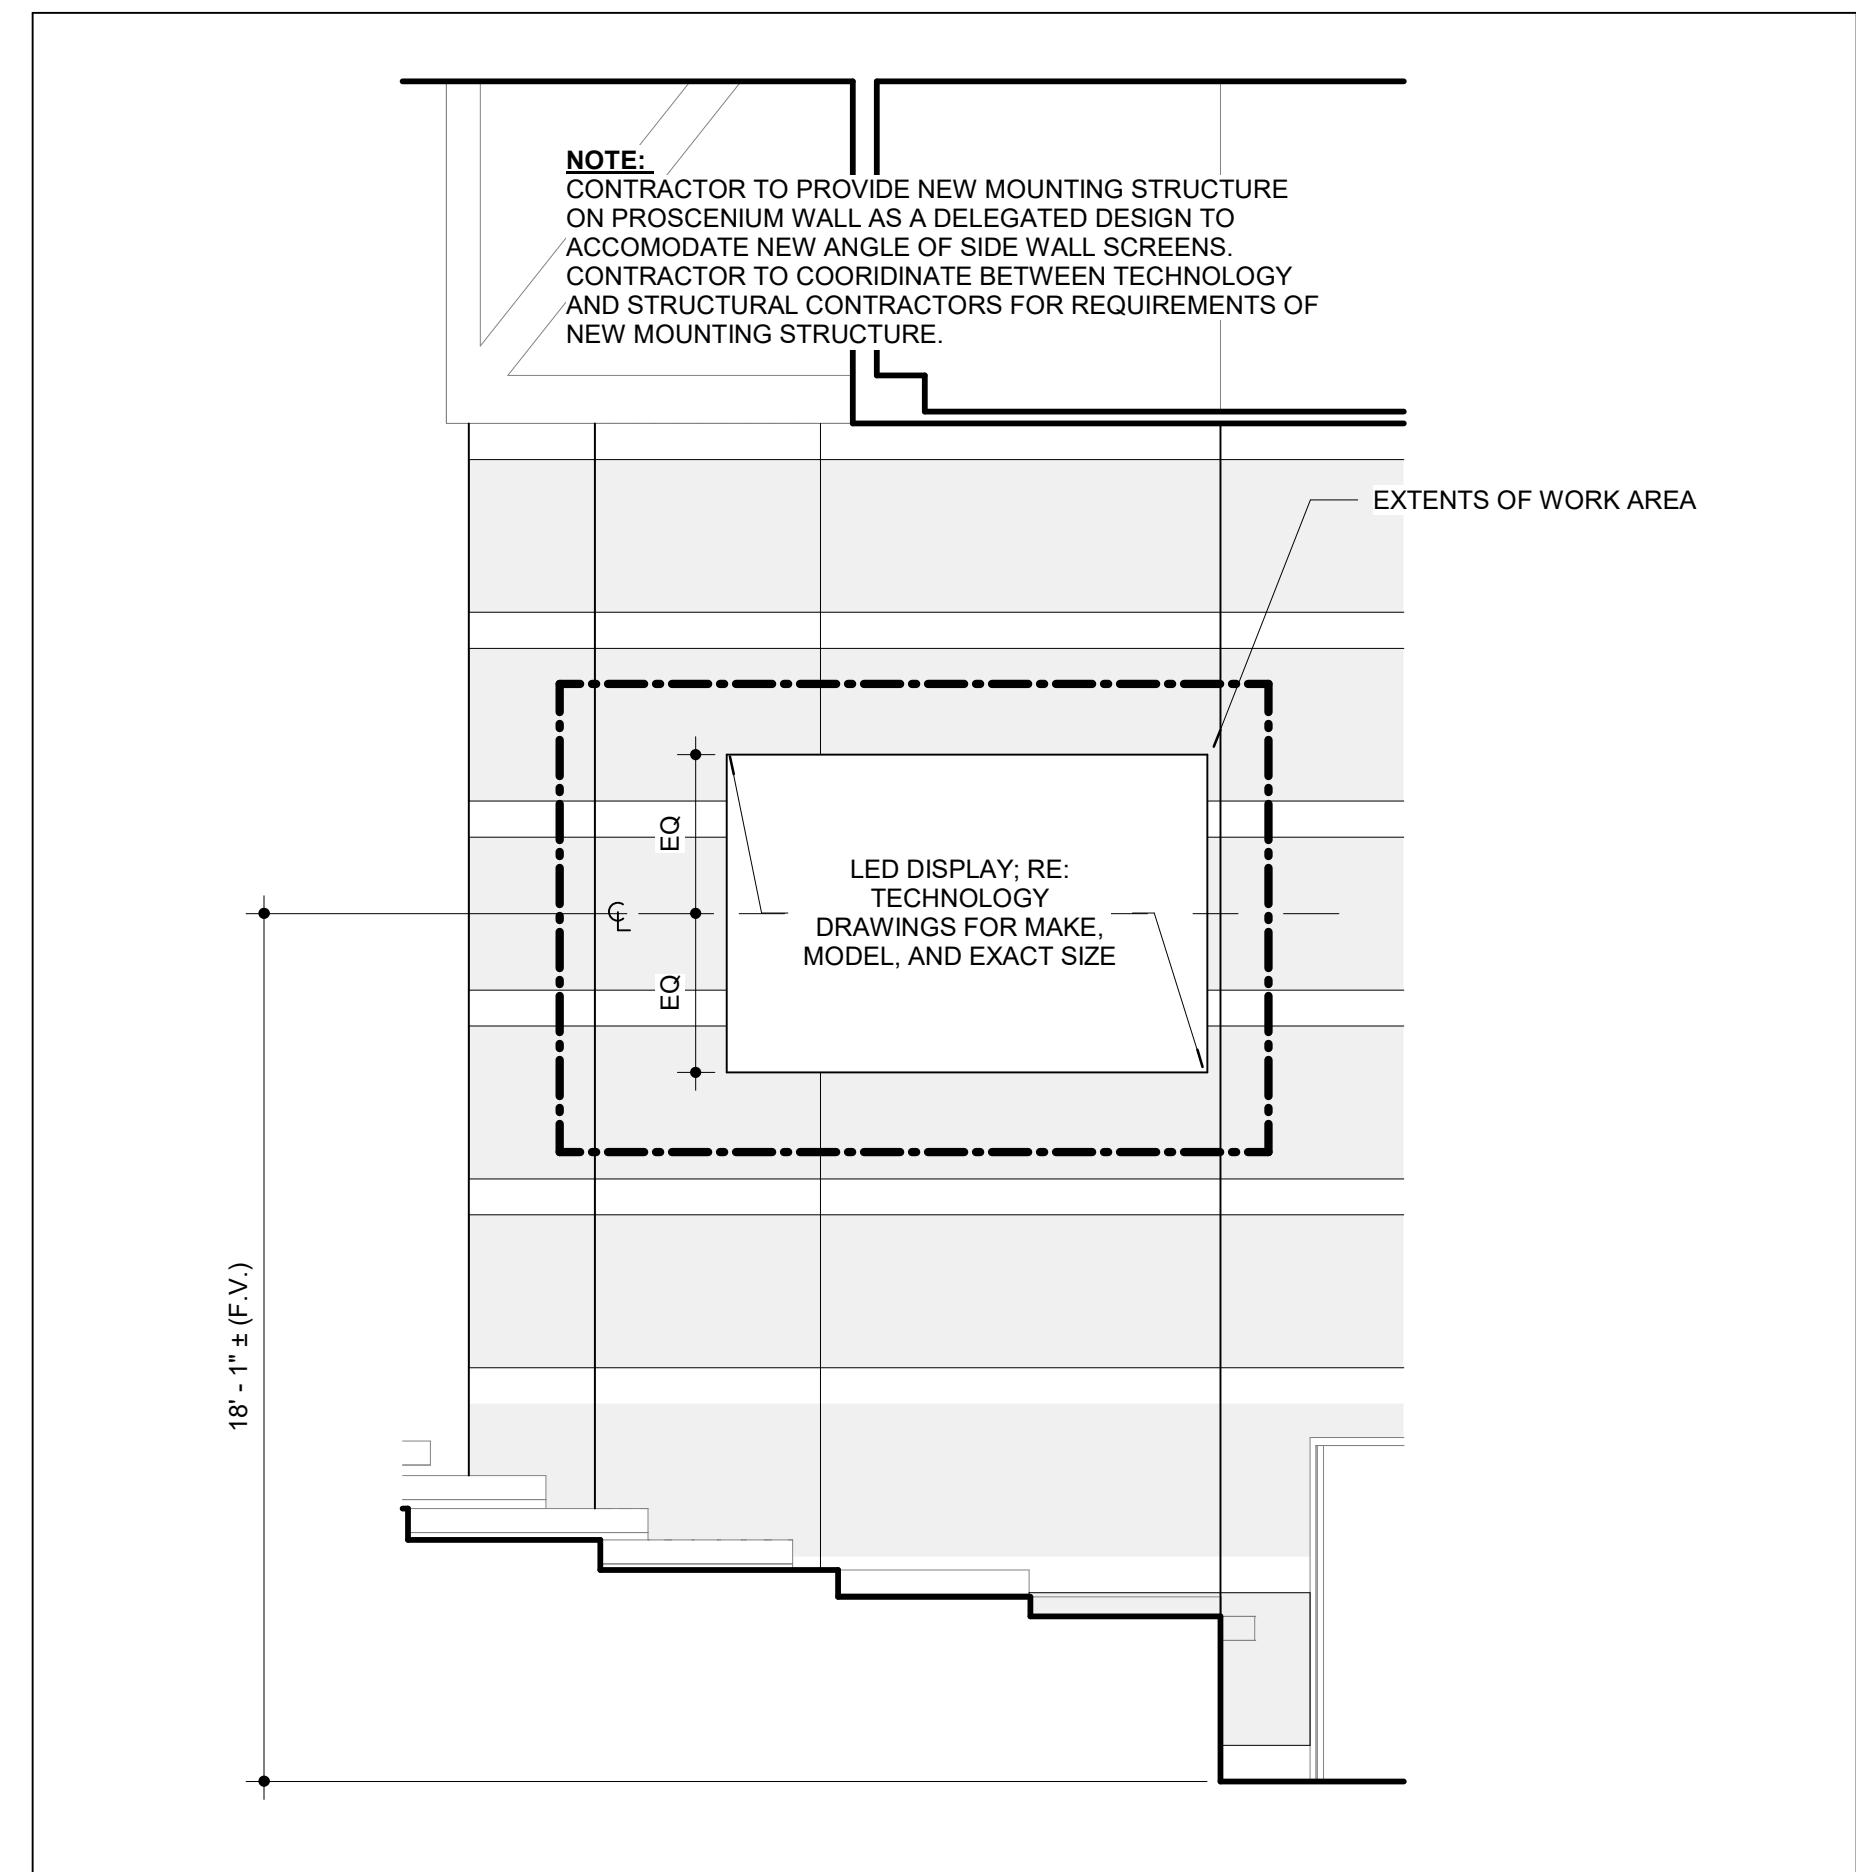 NOTE:
CONTRACTOR TO PROVIDE NEW MOUNTING STRUCTURE
ON PROSCENIUM WALL AS A DELEGATED DESIGN TO
ACCOMODATE NEW ANGLE OF SIDE WALL SCREENS.
CONTRACTOR TO COORIDINATE BETWEEN TECHNOLOGY
AND STRUCTURAL CONTRACTORS FOR REQUIREMENTS OF
NEW MOUNTING STRUCTURE.
EXTENTS OF WORK AREA
EQ
LED DISPLAY; RE:
TECHNOLOGY
DRAWINGS FOR MAKE,
MODEL, AND EXACT SIZE
℄
EQ
18' - 1" ± (F.V.)